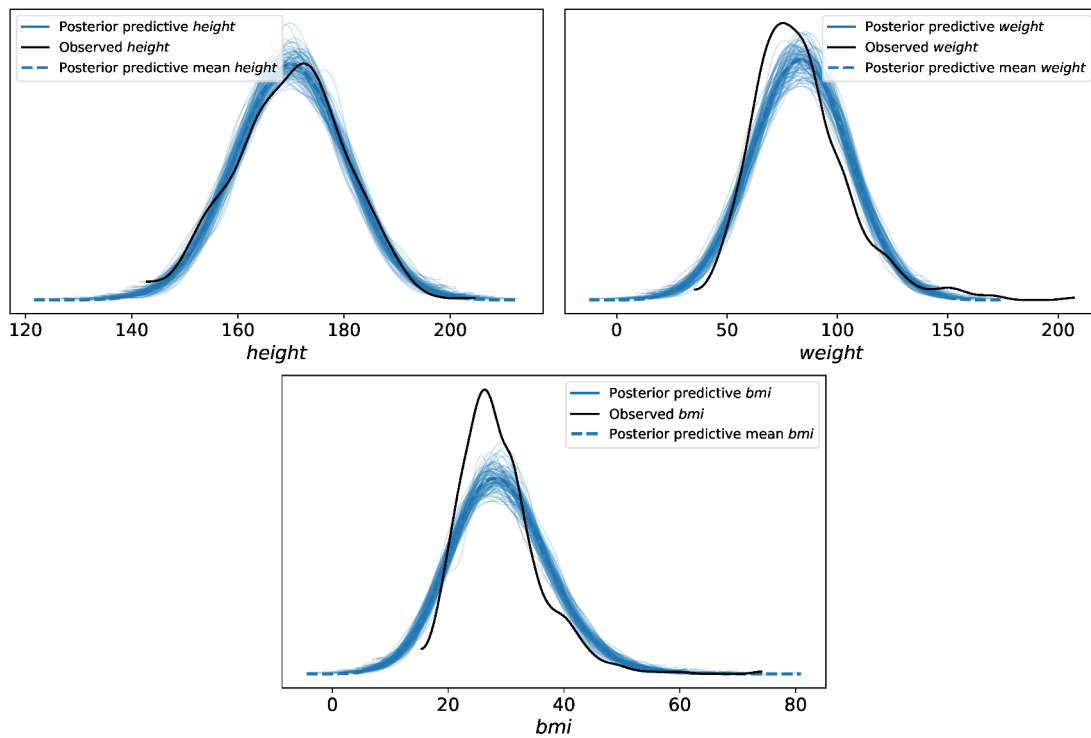 Posterior predictive height
Observed height
Posterior predictive mean height
120 140 160 180 200
height
Posterior predictive weight
Observed weight
Posterior predictive mean weight
0 50 100 150 200
weight
Posterior predictive bmi
Observed bmi
Posterior predictive mean bmi
0 20 40 60 80
bmi